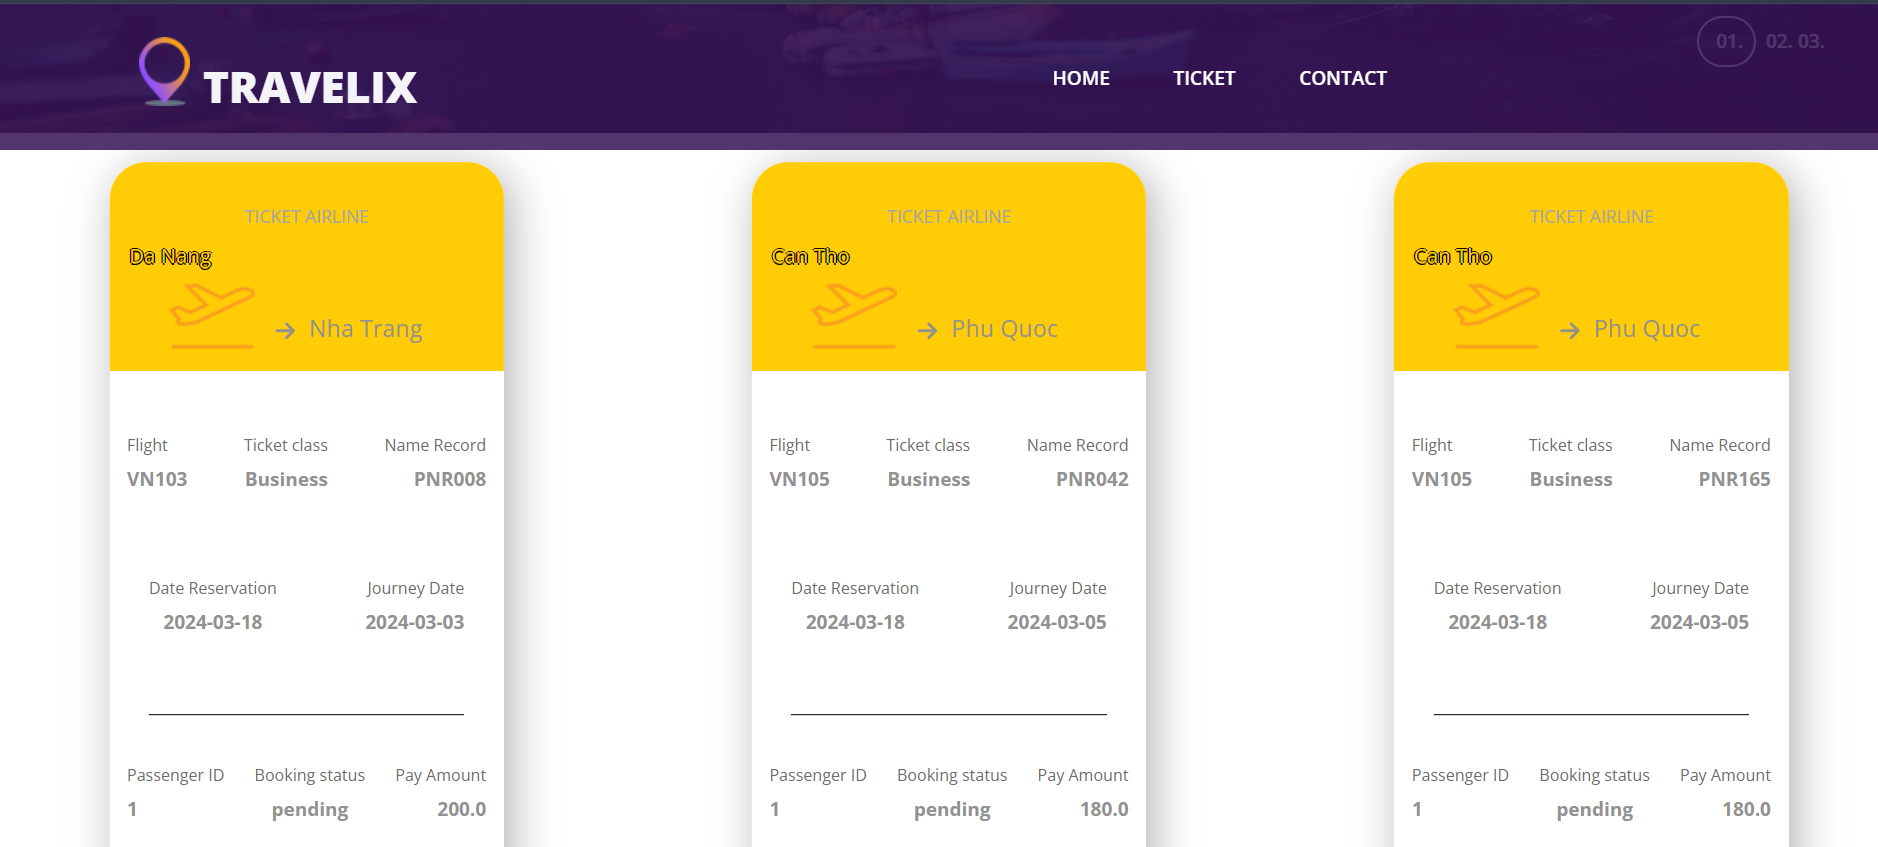 TRAVELIX
HOME TICKET CONTACT
01. 02. 03.
TICKET AIRLINE
Da Nang
Nha Trang
Flight Ticket class Name Record
VN103 Business PNR008
Date Reservation Journey Date
2024-03-18 2024-03-03
Passenger ID Booking status Pay Amount
1 pending 200.0
TICKET AIRLINE
Can Tho
Phu Quoc
Flight Ticket class Name Record
VN105 Business PNR042
Date Reservation Journey Date
2024-03-18 2024-03-05
Passenger ID Booking status Pay Amount
1 pending 180.0
TICKET AIRLINE
Can Tho
Phu Quoc
Flight Ticket class Name Record
VN105 Business PNR165
Date Reservation Journey Date
2024-03-18 2024-03-05
Passenger ID Booking status Pay Amount
1 pending 180.0